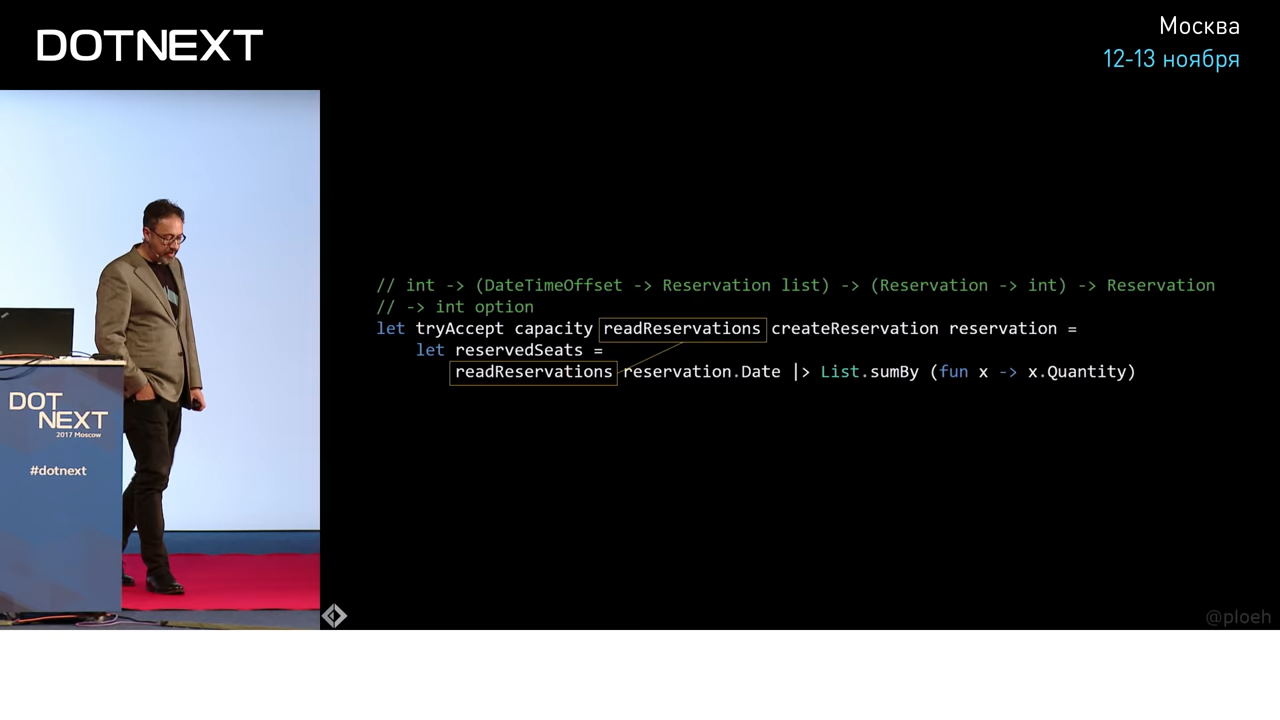 DOTNEXT
Москва
12-13 ноября
// int -> (DateTimeOffset -> Reservation list) -> (Reservation -> int) -> Reservation
// -> int option
let tryAccept capacity readReservations createReservation reservation =
let reservedSeats =
readReservations reservation.Date |> List.sumBy (fun x -> x.Quantity)
DOT
NEXT
2017 Moscow
#dotnext
@ploeh